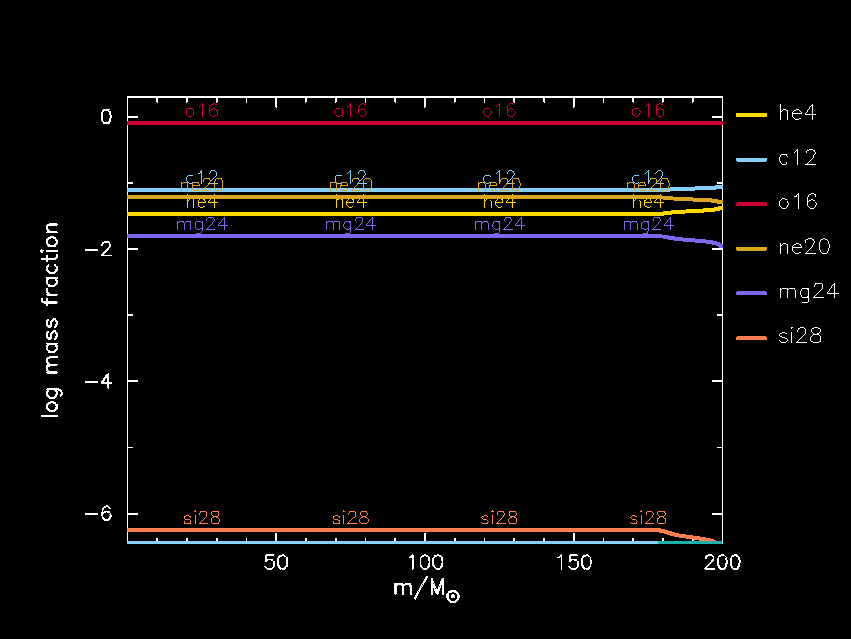 0
-2
-4
-6
log mass fraction
50 100 150 200
m/M⊙
o16 o16 o16 o16
c12 c12 c12 c12
ne20 ne20 ne20 ne20
he4 he4 he4 he4
mg24 mg24 mg24 mg24
si28 si28 si28 si28
he4
c12
o16
ne20
mg24
si28